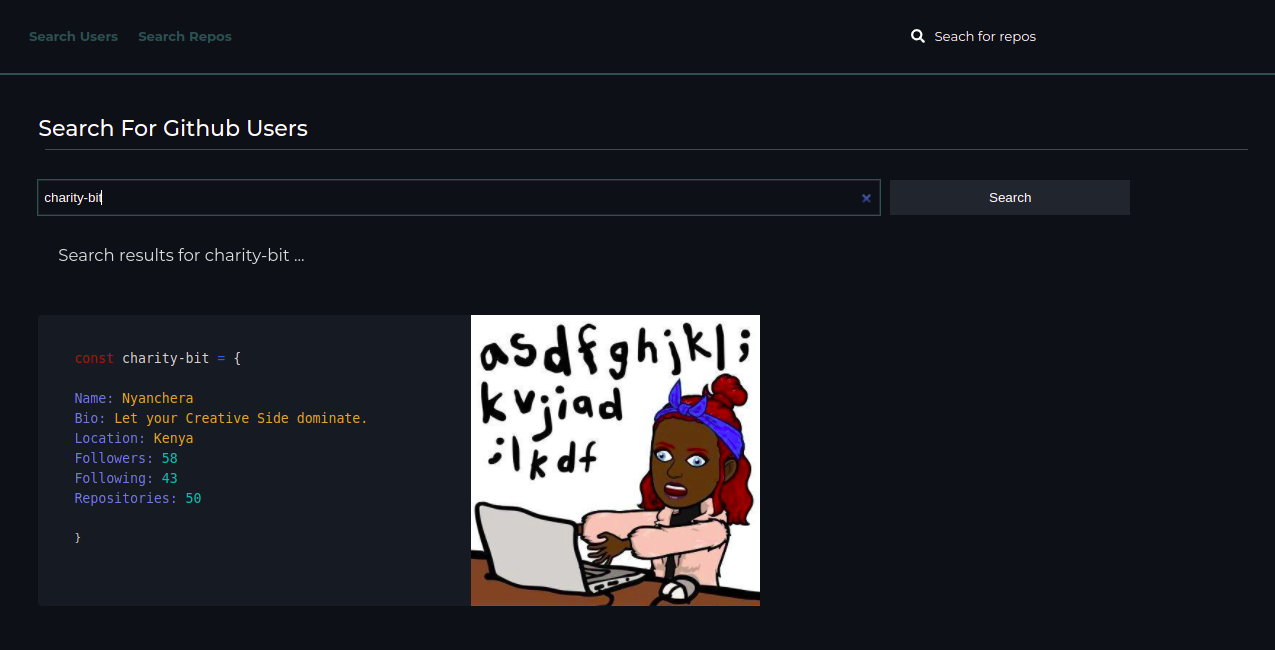 Search Users Search Repos Seach for repos
Search For Github Users
charity-bit Search
Search results for charity-bit ...
const charity-bit = {
Name: Nyanchera
Bio: Let your Creative Side dominate.
Location: Kenya
Followers: 58
Following: 43
Repositories: 50
}
asdfghjkl;
kvjiad
;lkdf